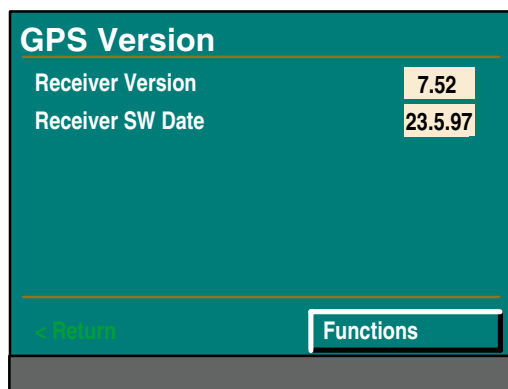 GPS Version
Receiver Version 7.52
Receiver SW Date 23.5.97
< Return Functions